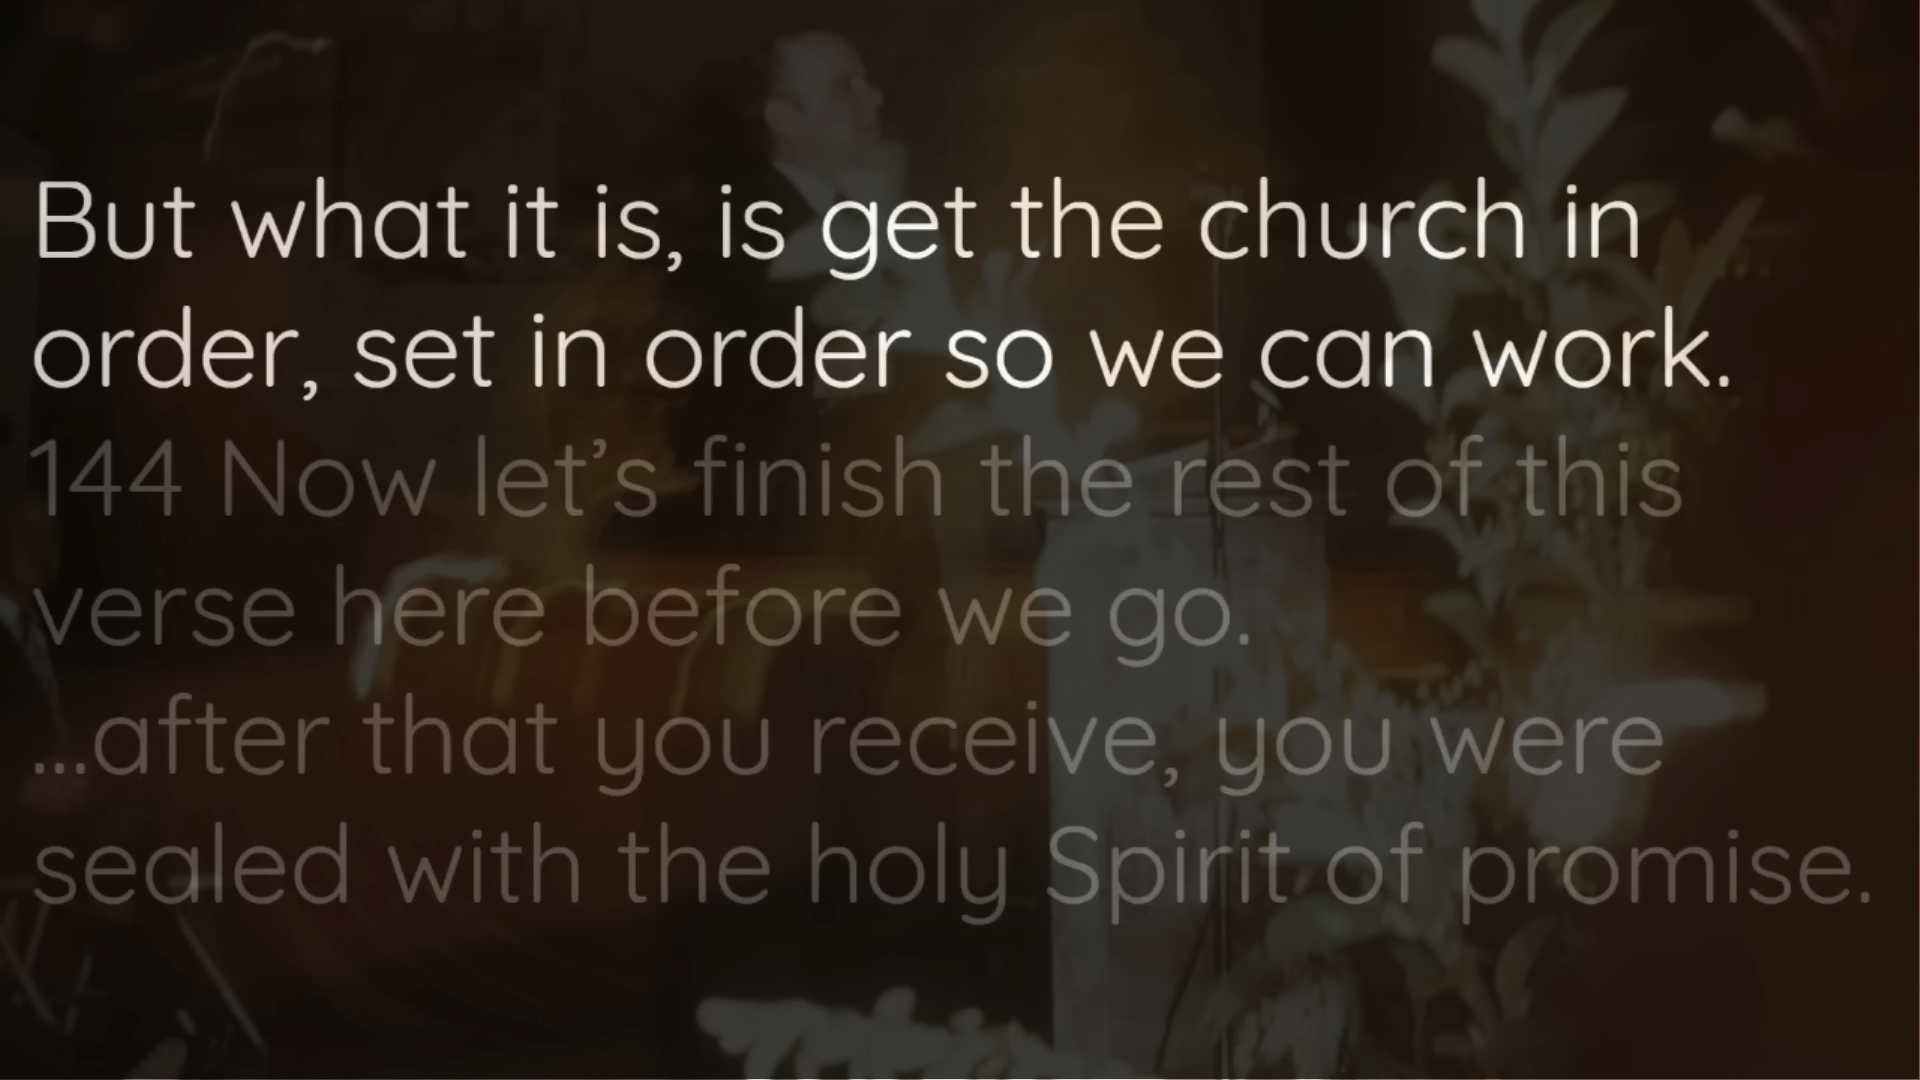 But what it is, is get the church in
order, set in order so we can work.
144 Now let’s finish the rest of this
verse here before we go.
...after that you receive, you were
sealed with the holy Spirit of promise.